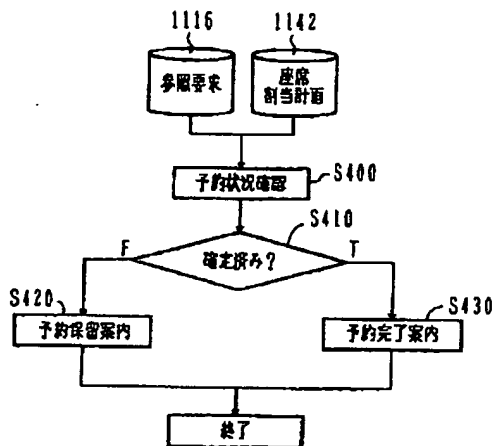 1116
1142
参照要求
座席
割当計画
予約状況確認
S400
S410
確定済み?
F
T
S420
S430
予約保留案内
予約完了案内
終了